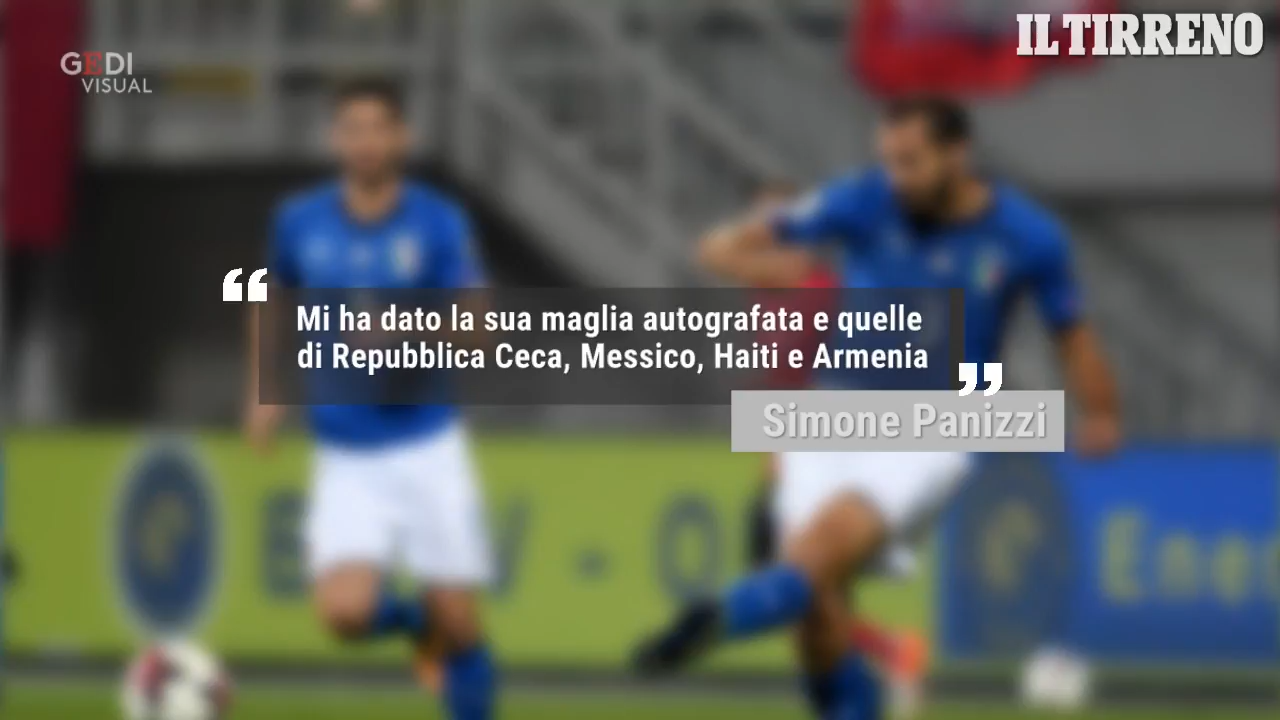 GEDI
VISUAL
IL TIRRENO
“
Mi ha dato la sua maglia autografata e quelle
di Repubblica Ceca, Messico, Haiti e Armenia
”
Simone Panizzi